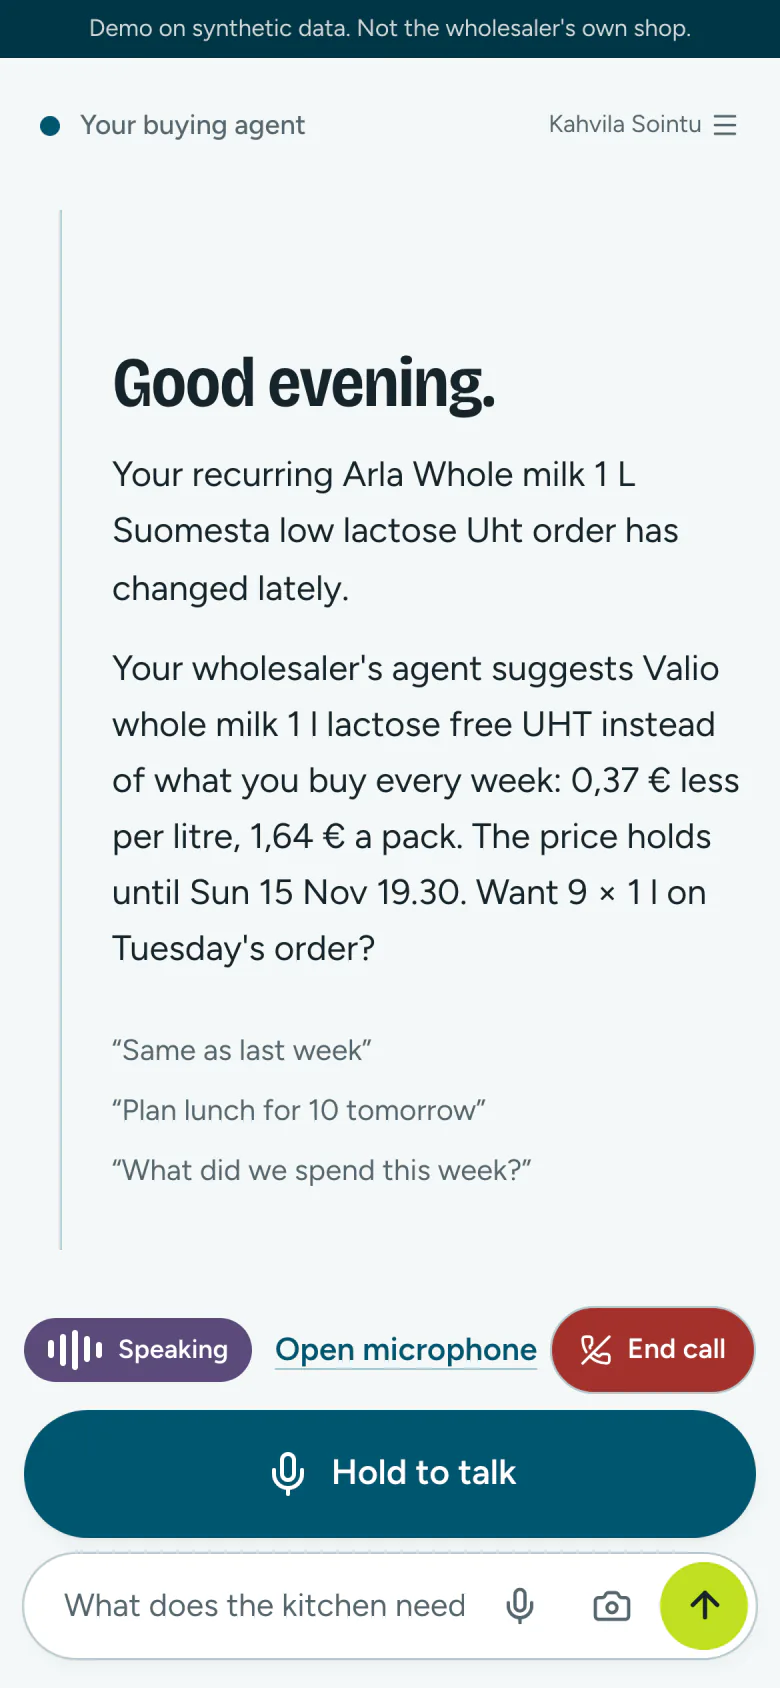 Demo on synthetic data. Not the wholesaler's own shop.
Your buying agent
Kahvila Sointu
Good evening.
Your recurring Arla Whole milk 1 L
Suomesta low lactose Uht order has
changed lately.
Your wholesaler's agent suggests Valio
whole milk 1 l lactose free UHT instead
of what you buy every week: 0,37 € less
per litre, 1,64 € a pack. The price holds
until Sun 15 Nov 19.30. Want 9 × 1 l on
Tuesday's order?
“Same as last week”
“Plan lunch for 10 tomorrow”
“What did we spend this week?”
Speaking
Open microphone
End call
Hold to talk
What does the kitchen need